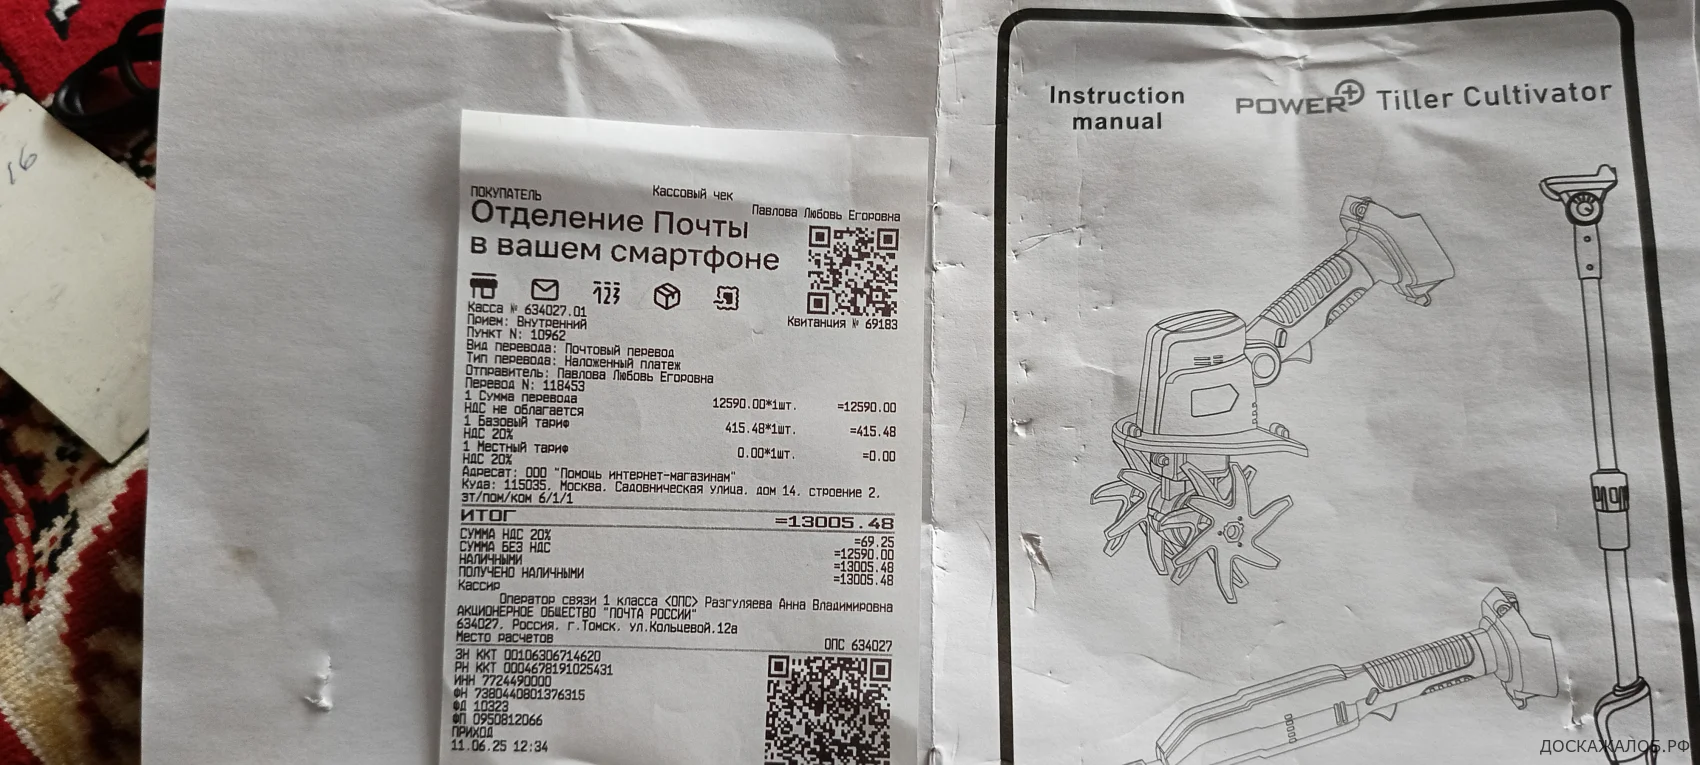 16
Instruction
manual
POWER+ Tiller Cultivator
Кассовый чек
ПОКУПАТЕЛЬ
Павлова Любовь Егоровна
Отделение Почты
в вашем смартфоне
123
Касса № 634027.01
Квитанция № 69183
Прием: Внутренний
Пункт N: 10962
Вид перевода: Почтовый перевод
Тип перевода: Наложенный платеж
Отправитель: Павлова Любовь Егоровна
Перевод N: 118453
1 Сумма перевода 12590.00*1шт. =12590.00
НДС не облагается
1 Базовый тариф 415.48*1шт. =415.48
НДС 20%
1 Местный тариф 0.00*1шт. =0.00
НДС 20%
Адресат: ООО "Помощь интернет-магазинам"
Куда: 115035, Москва, Садовническая улица, дом 14, строение 2,
эт/пом/ком 6/1/1
ИТОГ =13005.48
СУММА НДС 20% =69.25
СУММА БЕЗ НДС =12590.00
НАЛИЧНЫМИ =13005.48
ПОЛУЧЕНО НАЛИЧНЫМИ =13005.48
Кассир
Оператор связи 1 класса <ОПС> Разгуляева Анна Владимировна
АКЦИОНЕРНОЕ ОБЩЕСТВО "ПОЧТА РОССИИ"
634027, Россия, г.Томск, ул.Кольцевой,12а
Место расчетов ОПС 634027
ЗН ККТ 00106306714620
РН ККТ 0004678191025431
ИНН 7724490000
ФН 7380440801376315
ФД 10323
ФП 0950812066
ПРИХОД
11.06.25 12:34
ДОСКАЖАЛОБ.РФ